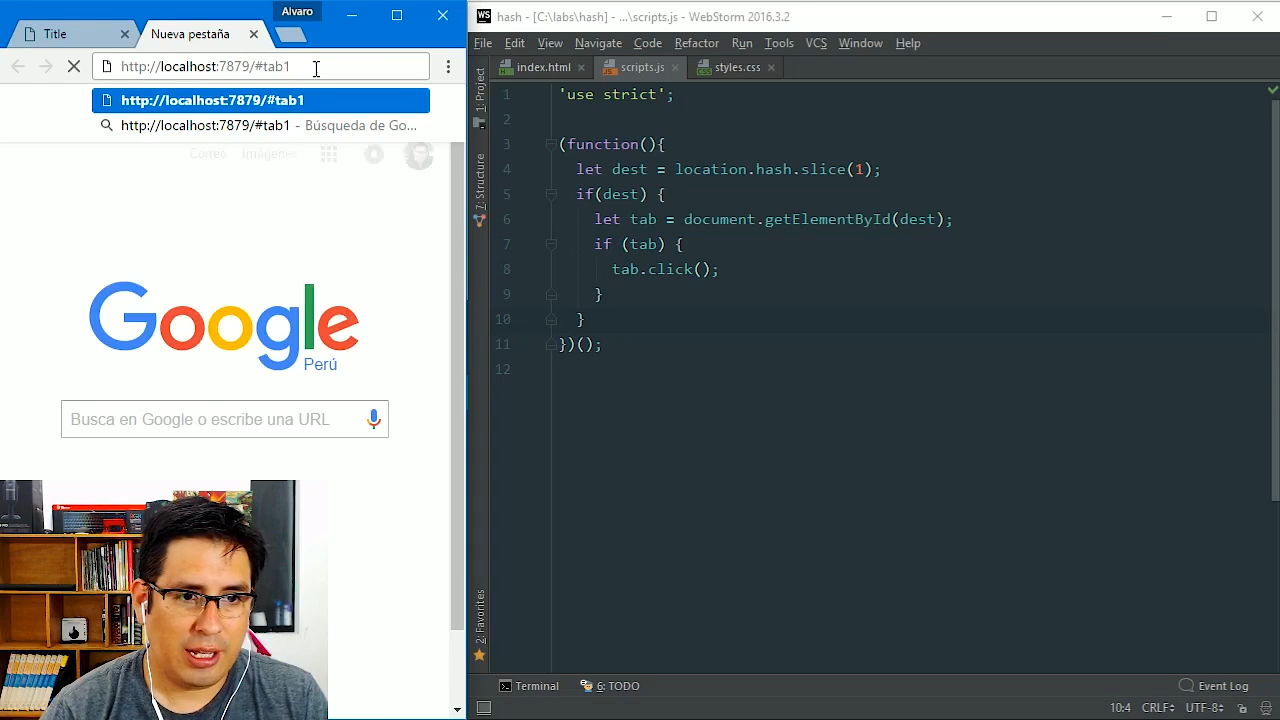 Alvaro
Title
Nueva pestaña
http://localhost:7879/#tab1
http://localhost:7879/#tab1
http://localhost:7879/#tab1 - Búsqueda de Go...
Correo Imágenes
Google
Perú
Busca en Google o escribe una URL
WS hash - [C:\labs\hash] - ...\scripts.js - WebStorm 2016.3.2
File Edit View Navigate Code Refactor Run Tools VCS Window Help
index.html scripts.js styles.css
1: Project
7: Structure
2: Favorites
1 'use strict';
2
3 (function(){
4 let dest = location.hash.slice(1);
5 if(dest) {
6 let tab = document.getElementById(dest);
7 if (tab) {
8 tab.click();
9 }
10 }
11 })();
12
Terminal 6: TODO Event Log
10:4 CRLF UTF-8